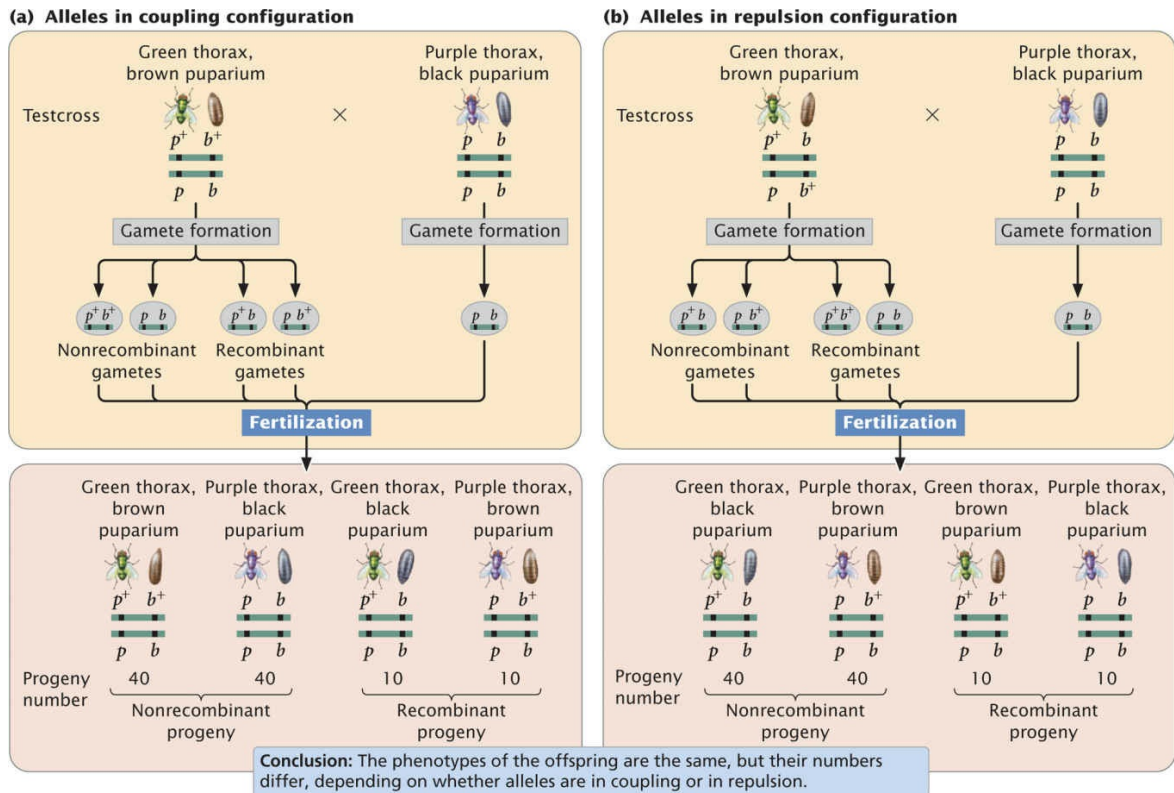 (a) Alleles in coupling configuration
Green thorax,
brown puparium
Purple thorax,
black puparium
Testcross
×
p+ b+
p b
p b
p b
Gamete formation
Gamete formation
p+ b+
p b
p+ b
p b+
p b
Nonrecombinant
gametes
Recombinant
gametes
Fertilization
Green thorax,
brown
puparium
Purple thorax,
black
puparium
Green thorax,
black
puparium
Purple thorax,
brown
puparium
p+ b+
p b
p b
p b
p+ b
p b
p b+
p b
Progeny
number
40
40
10
10
Nonrecombinant
progeny
Recombinant
progeny
(b) Alleles in repulsion configuration
Green thorax,
brown puparium
Purple thorax,
black puparium
Testcross
×
p+ b
p b+
p b
p b
Gamete formation
Gamete formation
p+ b
p b+
p+ b+
p b
p b
Nonrecombinant
gametes
Recombinant
gametes
Fertilization
Green thorax,
black
puparium
Purple thorax,
brown
puparium
Green thorax,
brown
puparium
Purple thorax,
black
puparium
p+ b
p b
p b+
p b
p+ b+
p b
p b
p b
Progeny
number
40
40
10
10
Nonrecombinant
progeny
Recombinant
progeny
Conclusion: The phenotypes of the offspring are the same, but their numbers
differ, depending on whether alleles are in coupling or in repulsion.